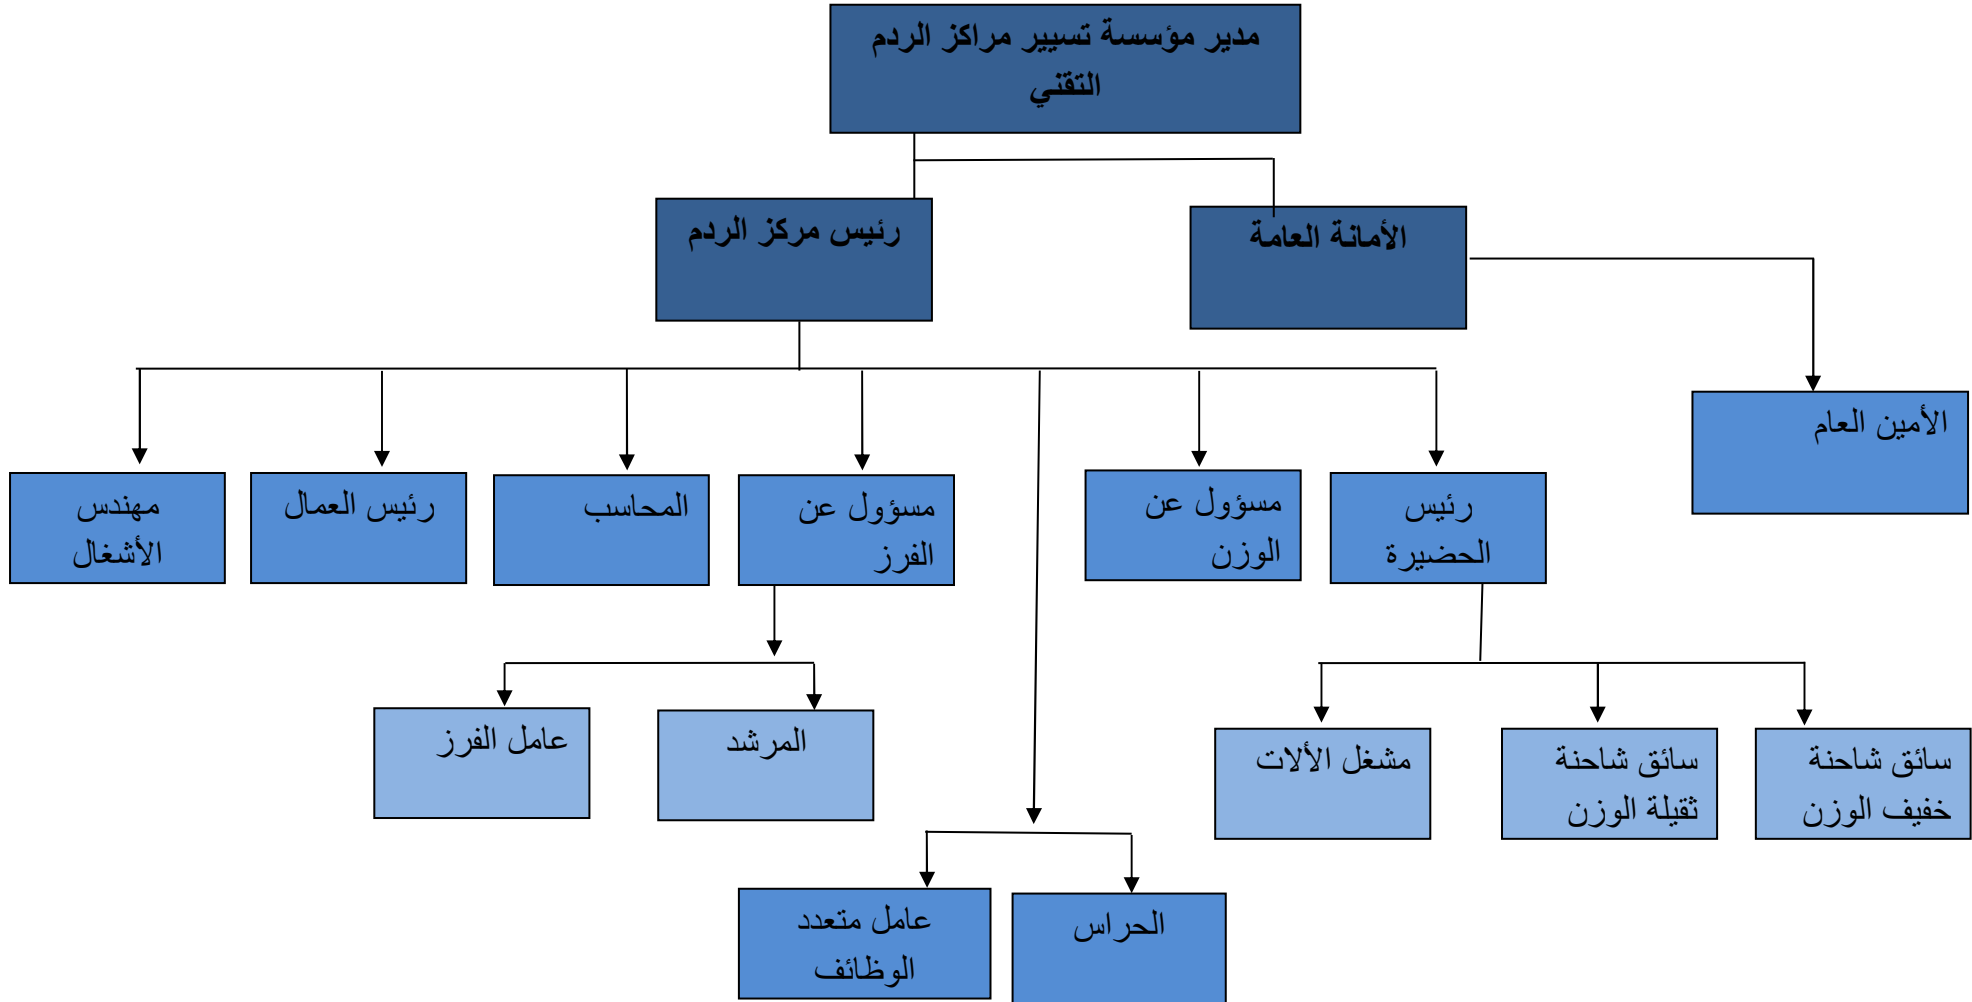 مدير مؤسسة تسيير مراكز الردم
التقني
الأمانة العامة
رئيس مركز الردم
الأمين العام
رئيس
الحضيرة
مسؤول عن
الوزن
مسؤول عن
الفرز
المحاسب
رئيس العمال
مهندس
الأشغال
سائق شاحنة
خفيف الوزن
سائق شاحنة
ثقيلة الوزن
مشغل الألات
المرشد
عامل الفرز
الحراس
عامل متعدد
الوظائف